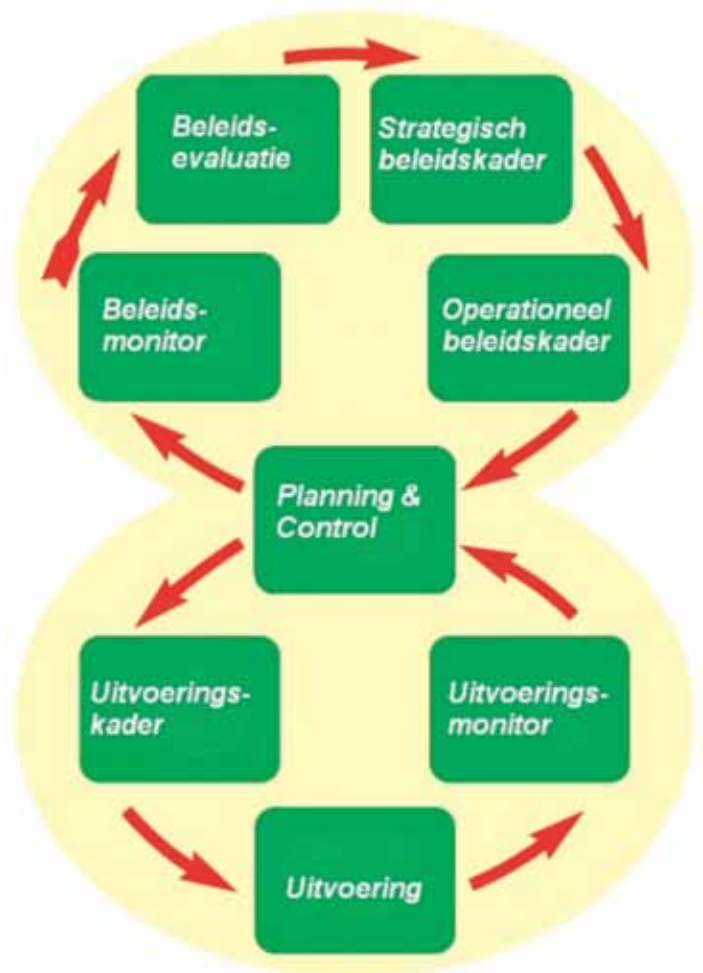 Beleids-
evaluatie
Strategisch
beleidskader
Beleids-
monitor
Operationeel
beleidskader
Planning &
Control
Uitvoerings-
kader
Uitvoerings-
monitor
Uitvoering